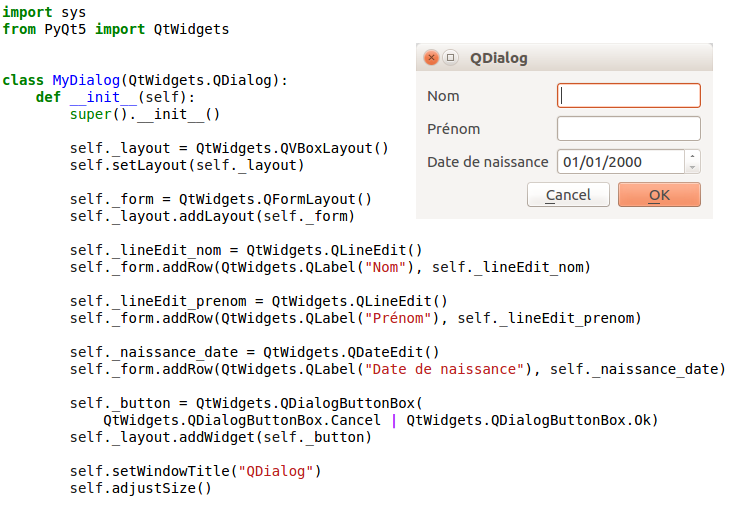 import sys
from PyQt5 import QtWidgets
class MyDialog(QtWidgets.QDialog):
    def __init__(self):
        super().__init__()
        self._layout = QtWidgets.QVBoxLayout()
        self.setLayout(self._layout)
        self._form = QtWidgets.QFormLayout()
        self._layout.addLayout(self._form)
        self._lineEdit_nom = QtWidgets.QLineEdit()
        self._form.addRow(QtWidgets.QLabel("Nom"), self._lineEdit_nom)
        self._lineEdit_prenom = QtWidgets.QLineEdit()
        self._form.addRow(QtWidgets.QLabel("Prénom"), self._lineEdit_prenom)
        self._naissance_date = QtWidgets.QDateEdit()
        self._form.addRow(QtWidgets.QLabel("Date de naissance"), self._naissance_date)
        self._button = QtWidgets.QDialogButtonBox(
            QtWidgets.QDialogButtonBox.Cancel | QtWidgets.QDialogButtonBox.Ok)
        self._layout.addWidget(self._button)
        self.setWindowTitle("QDialog")
        self.adjustSize()
QDialog
Nom
Prénom
Date de naissance 01/01/2000
Cancel OK